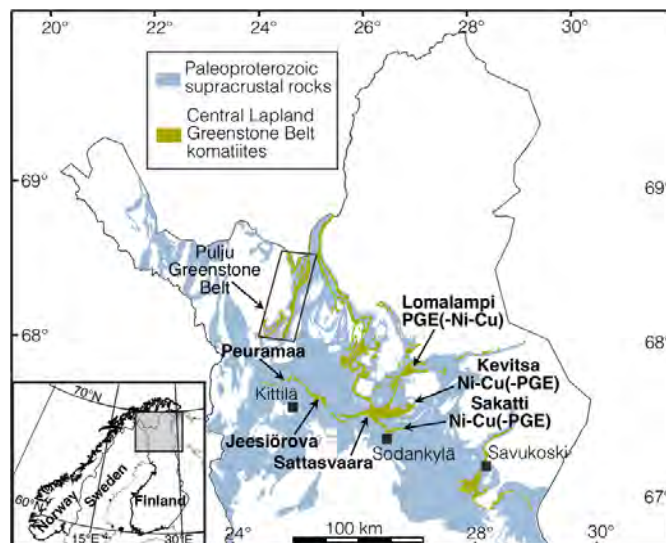 20° 22° 24° 26° 28° 30°
Paleoproterozoic
supracrustal rocks
Central Lapland
Greenstone Belt
komatiites
69° 69°
Pulju
Greenstone
Belt
68° 68°
Lomalampi
PGE(-Ni-Cu)
Peuramaa
Kevitsa
Ni-Cu(-PGE)
Kittilä
Sakatti
Ni-Cu(-PGE)
Jeesiörova
Sattasvaara
Sodankylä
Savukoski
67°
24° 28° 30°
100 km
70°N
60°N
Norway
Sweden
Finland
15°E
30°E